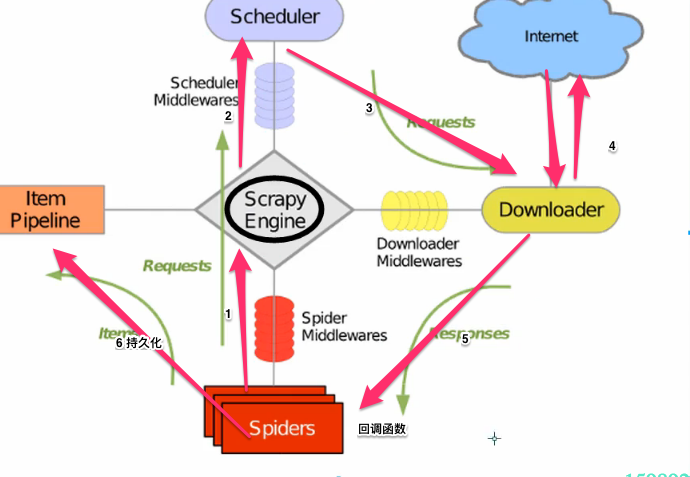 Scheduler
Internet
Scheduler
Middlewares
2
3
Requests
4
Item
Pipeline
Scrapy
Engine
Downloader
Downloader
Middlewares
Requests
1
Spider
Middlewares
Items
6 持久化
Responses
5
Spiders
回调函数